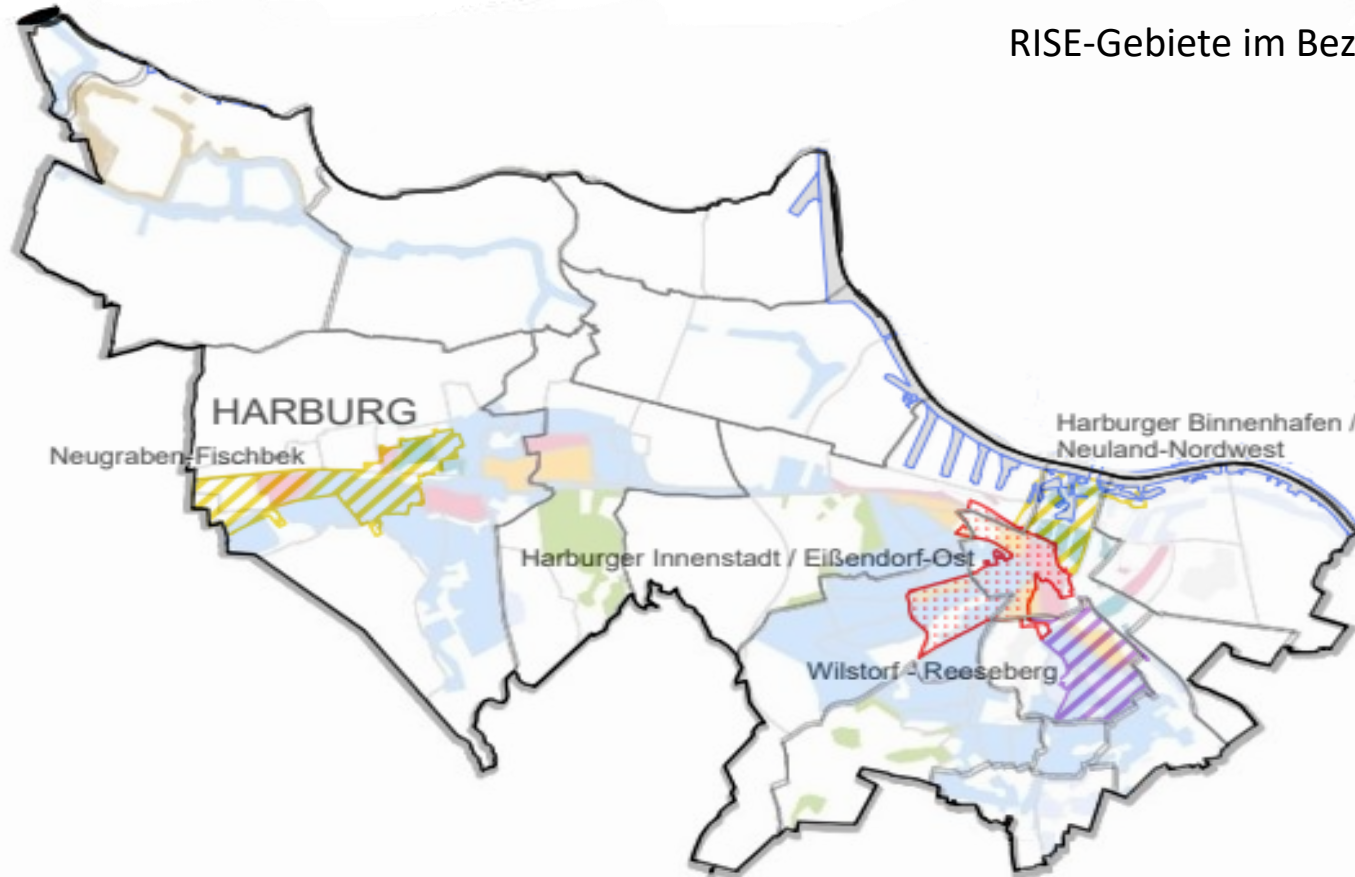 RISE-Gebiete im Bez
HARBURG
Neugraben-Fischbek
Harburger Binnenhafen /
Neuland-Nordwest
Harburger Innenstadt / Eißendorf-Ost
Wilstorf - Reeseberg